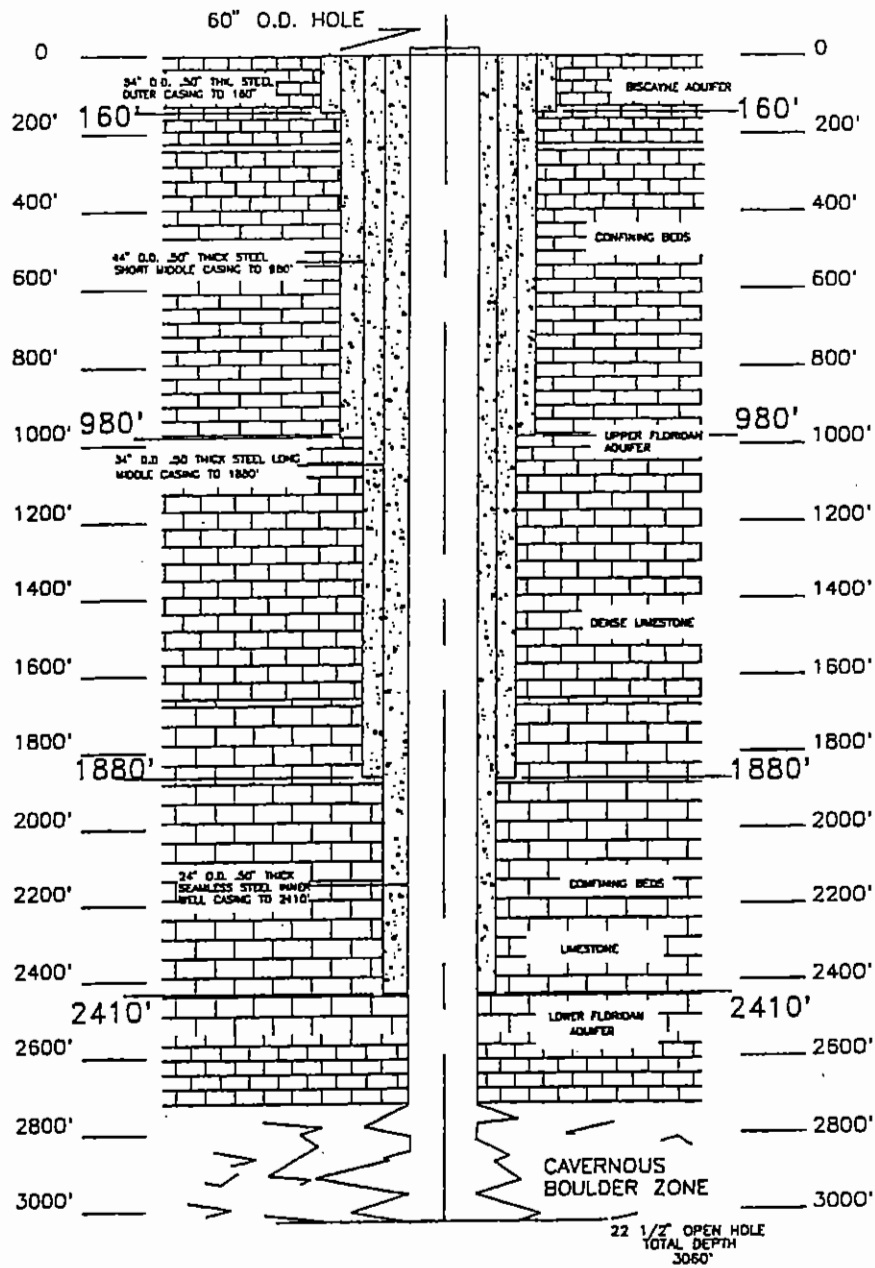 60" O.D. HOLE
0
0
54" O.D. .50" THK STEEL
OUTER CASING TO 160'
BISCAYNE AQUIFER
160'
160'
200'
200'
400'
400'
CONFINING BEDS
44" O.D. .50" THICK STEEL
SHORT MIDDLE CASING TO 980'
600'
600'
800'
800'
980'
980'
1000'
1000'
UPPER FLORIDAN
AQUIFER
34" O.D .50 THICK STEEL LONG
MIDDLE CASING TO 1880'
1200'
1200'
1400'
1400'
DENSE LIMESTONE
1600'
1600'
1800'
1800'
1880'
1880'
2000'
2000'
24" O.D. .50" THICK
SEAMLESS STEEL INNER
WELL CASING TO 2410'
CONFINING BEDS
2200'
2200'
LIMESTONE
2400'
2400'
2410'
2410'
LOWER FLORIDAN
AQUIFER
2600'
2600'
2800'
2800'
CAVERNOUS
BOULDER ZONE
3000'
3000'
22 1/2" OPEN HOLE
TOTAL DEPTH
3060'